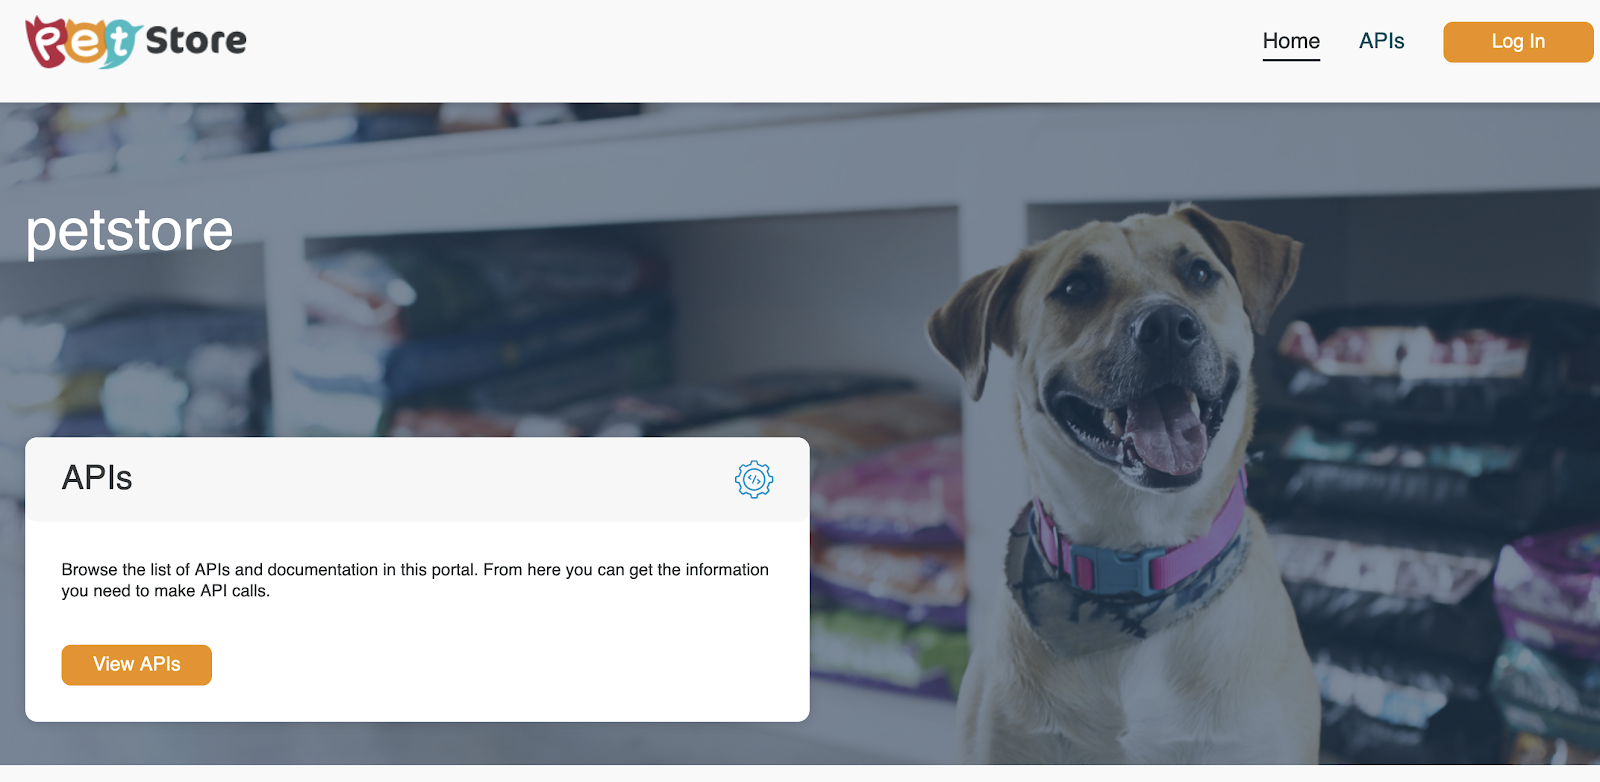 Pet Store
Home
APIs
Log In
petstore
APIs
</>
Browse the list of APIs and documentation in this portal. From here you can get the information
you need to make API calls.
View APIs